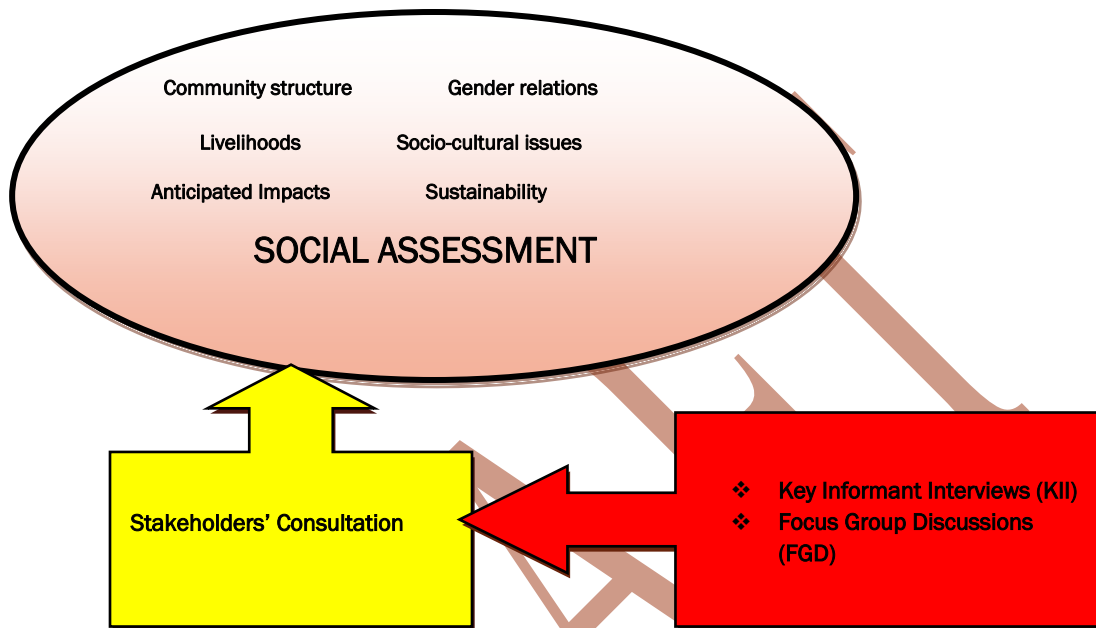 Community structure Gender relations
Livelihoods Socio-cultural issues
Anticipated Impacts Sustainability
SOCIAL ASSESSMENT
Stakeholders’ Consultation
❖ Key Informant Interviews (KII)
❖ Focus Group Discussions
(FGD)